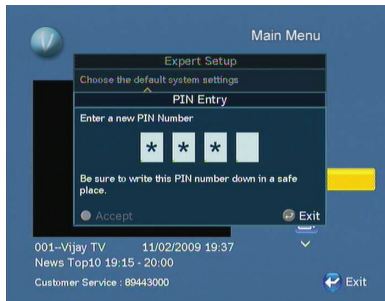 Main Menu
Expert Setup
Choose the default system settings
PIN Entry
Enter a new PIN Number
* * *
Be sure to write this PIN number down in a safe
place.
Accept
Exit
001--Vijay TV 11/02/2009 19:37
News Top10 19:15 - 20:00
Customer Service : 89443000
Exit